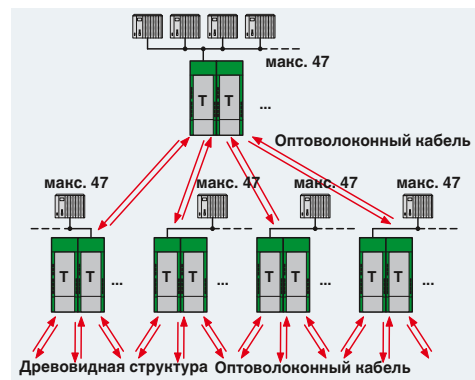 макс. 47
T T ...
Оптоволоконный кабель
макс. 47 макс. 47 макс. 47 макс. 47
T T ... T T ... T T ... T T ...
Древовидная структура Оптоволоконный кабель